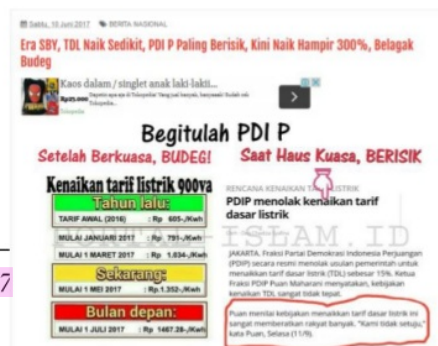 Sabtu, 10 Juni 2017 BERITA NASIONAL
Era SBY, TDL Naik Sedikit, PDI P Paling Berisik, Kini Naik Hampir 300%, Belagak
Budeg
Kaos dalam / singlet anak laki-laki...
Rp25.000
Tokopedia
Begitulah PDI P
Setelah Berkuasa, BUDEG!
Saat Haus Kuasa, BERISIK
Kenaikan tarif listrik 900va
Tahun lalu:
TARIF AWAL (2016) : Rp 605-/Kwh
MULAI JANUARI 2017 : Rp 791-/Kwh
MULAI 1 MARET 2017 : Rp 1.034-/Kwh
Sekarang:
MULAI 1 MEI 2017 : Rp 1.352-/Kwh
Bulan depan:
MULAI 1 JULI 2017 : Rp 1467.28-/Kwh
RENCANA KENAIKAN TARIF LISTRIK
PDIP menolak kenaikan tarif
dasar listrik
JAKARTA. Fraksi Partai Demokrasi Indonesia Perjuangan
(PDIP) secara resmi menolak usulan pemerintah untuk
menaikkan tarif dasar listrik (TDL) sebesar 15%. Ketua
Fraksi PDIP Puan Maharani menyatakan, kebijakan
kenaikan TDL sangat tidak tepat.
Puan menilai kebijakan menaikkan tarif dasar listrik ini
sangat memberatkan rakyat banyak. "Kami tidak setuju,"
kata Puan, Selasa (11/9).
-ISLAM.ID
7